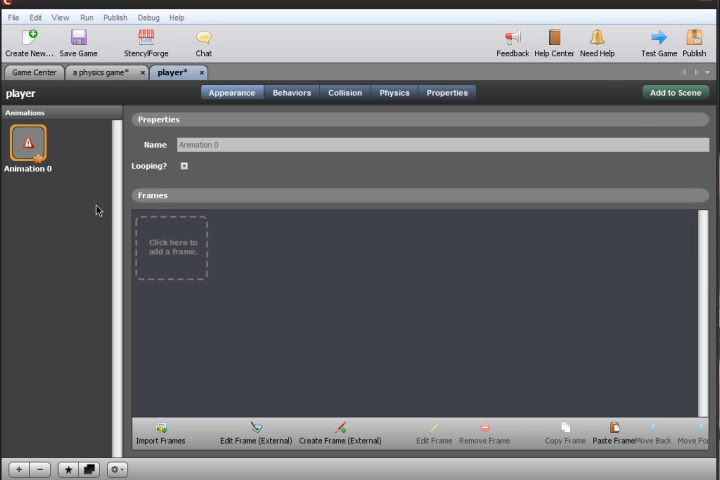 File Edit View Run Publish Debug Help
Create New... Save Game StencylForge Chat Feedback Help Center Need Help Test Game Publish
Game Center a physics game* × player* ×
player Appearance Behaviors Collision Physics Properties Add to Scene
Animations
Properties
Name Animation 0
Looping?
Animation 0
Frames
Click here to
add a frame.
Import Frames Edit Frame (External) Create Frame (External) Edit Frame Remove Frame Copy Frame Paste Frame Move Back Move For